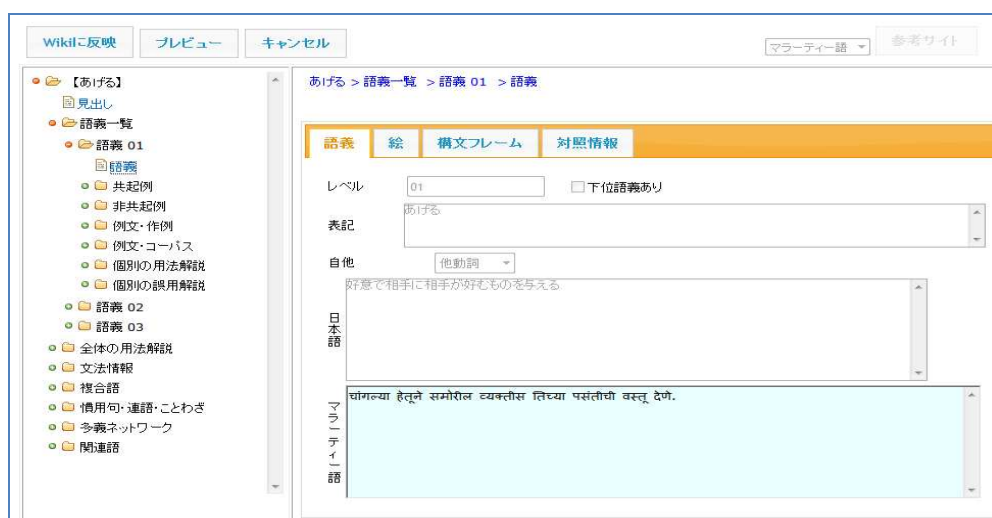 Wikiに反映 プレビュー キャンセル
マラーティー語 参考サイト
【あげる】
見出し
語義一覧
語義 01
語義
共起例
非共起例
例文・作例
例文・コーパス
個別の用法解説
個別の誤用解説
語義 02
語義 03
全体の用法解説
文法情報
複合語
慣用句・連語・ことわざ
多義ネットワーク
関連語
あげる > 語義一覧 > 語義 01 > 語義
語義 絵 構文フレーム 対照情報
レベル 01 下位語義あり
表記 あげる
自他 他動詞
日本語 好意で相手に相手が好むものを与える
マラーティー語 चांगल्या हेतूने समोरील व्यक्तीस तिच्या पसंतीची वस्तू देणे.